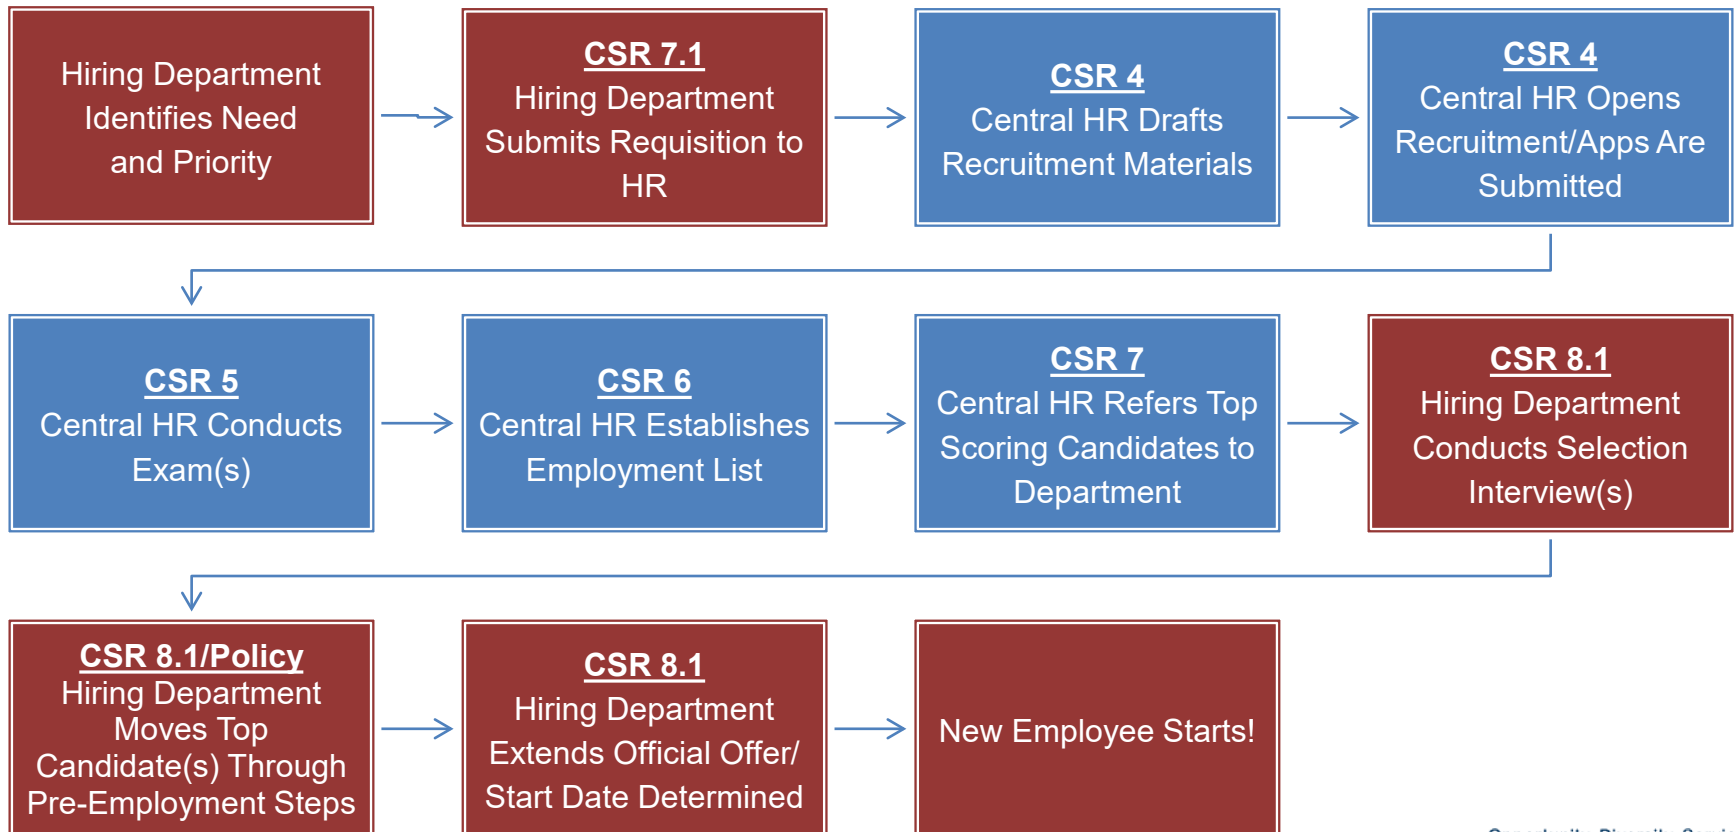 Hiring Department
Identifies Need
and Priority
CSR 7.1
Hiring Department
Submits Requisition to
HR
CSR 4
Central HR Drafts
Recruitment Materials
CSR 4
Central HR Opens
Recruitment/Apps Are
Submitted
CSR 5
Central HR Conducts
Exam(s)
CSR 6
Central HR Establishes
Employment List
CSR 7
Central HR Refers Top
Scoring Candidates to
Department
CSR 8.1
Hiring Department
Conducts Selection
Interview(s)
CSR 8.1/Policy
Hiring Department
Moves Top
Candidate(s) Through
Pre-Employment Steps
CSR 8.1
Hiring Department
Extends Official Offer/
Start Date Determined
New Employee Starts!